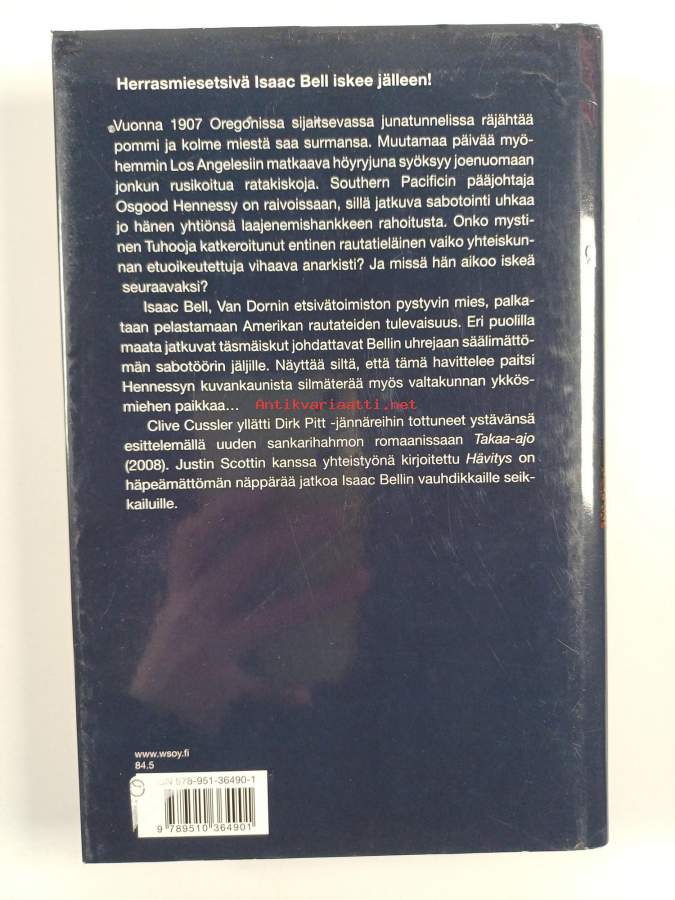 Herrasmiesetsivä Isaac Bell iskee jälleen!
Vuonna 1907 Oregonissa sijaitsevassa junatunnelissa räjähtää
pommi ja kolme miestä saa surmansa. Muutamaa päivää myö-
hemmin Los Angelesiin matkaava höyryjuna syöksyy joenuomaan
jonkun rusikoitua ratakiskoja. Southern Pacificin pääjohtaja
Osgood Hennessy on raivoissaan, sillä jatkuva sabotointi uhkaa
jo hänen yhtiönsä laajenemishankkeen rahoitusta. Onko mysti-
nen Tuhooja katkeroitunut entinen rautatieläinen vaiko yhteiskun-
nan etuoikeutettuja vihaava anarkisti? Ja missä hän aikoo iskeä
seuraavaksi?
Isaac Bell, Van Dornin etsivätoimiston pystyvin mies, palka-
taan pelastamaan Amerikan rautateiden tulevaisuus. Eri puolilla
maata jatkuvat täsmäiskut johdattavat Bellin uhrejaan säälimättö-
män sabotöörin jäljille. Näyttää siltä, että tämä havittelee paitsi
Hennessyn kuvankaunista silmäterää myös valtakunnan ykkös-
miehen paikkaa...
Antikvariaatti.net
Clive Cussler yllätti Dirk Pitt -jännäreihin tottuneet ystävänsä
esittelemällä uuden sankarihahmon romaanissaan Takaa-ajo
(2008). Justin Scottin kanssa yhteistyönä kirjoitettu Hävitys on
häpeämättömän näppärää jatkoa Isaac Bellin vauhdikkaille seik-
kailuille.
www.wsoy.fi
84.5
978-951-36490-1
9 789510 364901